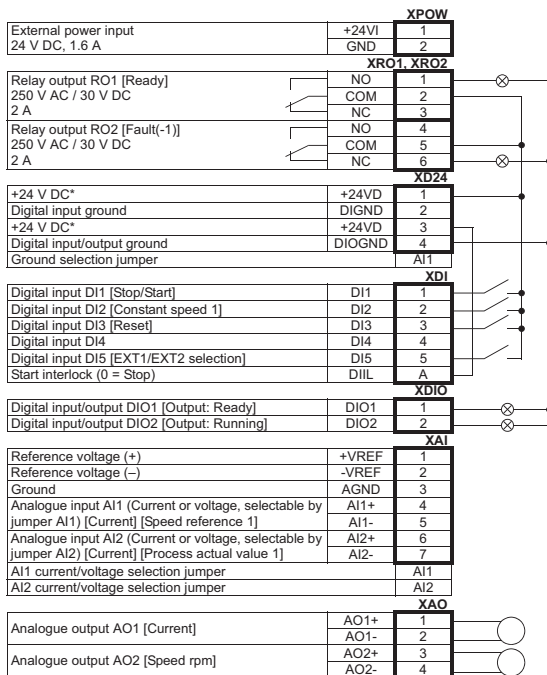 XPOW
External power input +24VI 1
24 V DC, 1.6 A GND 2
XRO1, XRO2
Relay output RO1 [Ready] NO 1
250 V AC / 30 V DC COM 2
2 A NC 3
Relay output RO2 [Fault(-1)] NO 4
250 V AC / 30 V DC COM 5
2 A NC 6
XD24
+24 V DC* +24VD 1
Digital input ground DIGND 2
+24 V DC* +24VD 3
Digital input/output ground DIOGND 4
Ground selection jumper AI1
XDI
Digital input DI1 [Stop/Start] DI1 1
Digital input DI2 [Constant speed 1] DI2 2
Digital input DI3 [Reset] DI3 3
Digital input DI4 DI4 4
Digital input DI5 [EXT1/EXT2 selection] DI5 5
Start interlock (0 = Stop) DIIL A
XDIO
Digital input/output DIO1 [Output: Ready] DIO1 1
Digital input/output DIO2 [Output: Running] DIO2 2
XAI
Reference voltage (+) +VREF 1
Reference voltage (–) -VREF 2
Ground AGND 3
Analogue input AI1 (Current or voltage, selectable by AI1+ 4
jumper AI1) [Current] [Speed reference 1] AI1- 5
Analogue input AI2 (Current or voltage, selectable by AI2+ 6
jumper AI2) [Current] [Process actual value 1] AI2- 7
AI1 current/voltage selection jumper AI1
AI2 current/voltage selection jumper AI2
XAO
Analogue output AO1 [Current] AO1+ 1
AO1- 2
Analogue output AO2 [Speed rpm] AO2+ 3
AO2- 4